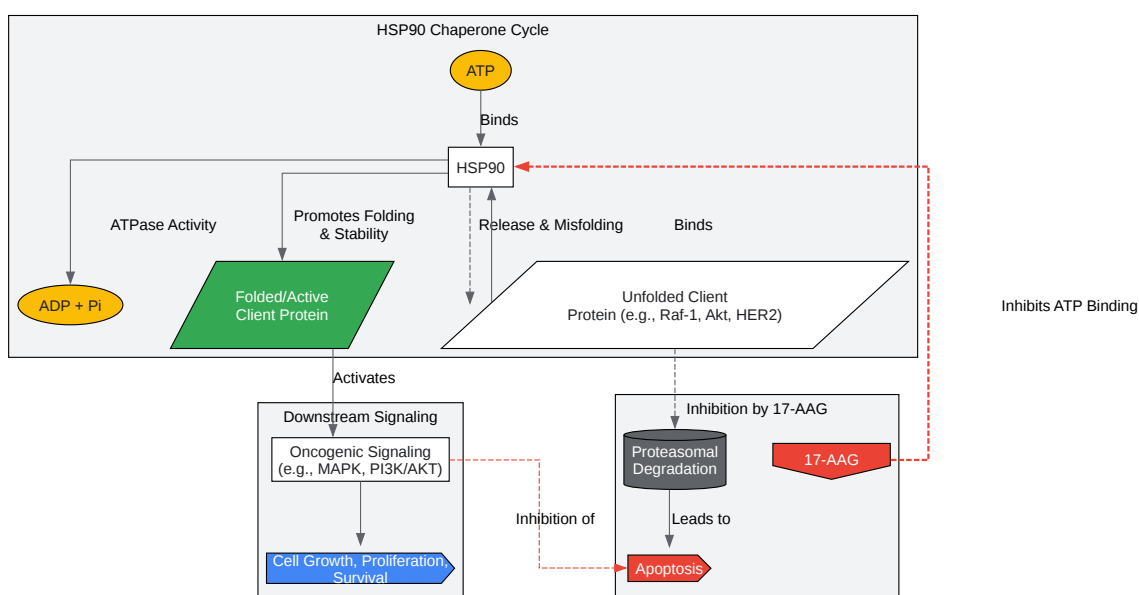 HSP90 Chaperone Cycle
ATP
Binds
HSP90
ATPase Activity
Promotes Folding
& Stability
Release & Misfolding
Binds
ADP + Pi
Folded/Active
Client Protein
Unfolded Client
Protein (e.g., Raf-1, Akt, HER2)
Inhibits ATP Binding
Activates
Downstream Signaling
Oncogenic Signaling
(e.g., MAPK, PI3K/AKT)
Inhibition of
Cell Growth, Proliferation,
Survival
Inhibition by 17-AAG
Proteasomal
Degradation
17-AAG
Leads to
Apoptosis